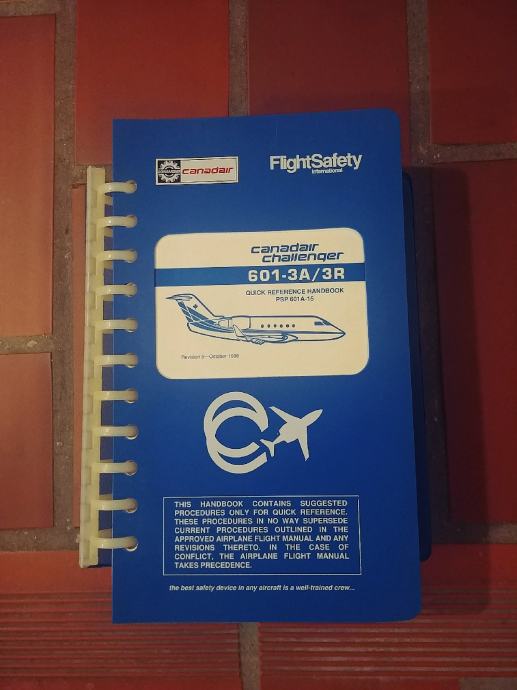 canadair
FlightSafety
international
canadair
challenger
601-3A/3R
QUICK REFERENCE HANDBOOK
PSP 601A-15
October 1998
THIS HANDBOOK CONTAINS SUGGESTED
PROCEDURES ONLY FOR QUICK REFERENCE.
THESE PROCEDURES IN NO WAY SUPERSEDE
CURRENT PROCEDURES OUTLINED IN THE
APPROVED AIRPLANE FLIGHT MANUAL AND ANY
REVISIONS THERETO. IN THE CASE OF
CONFLICT, THE AIRPLANE FLIGHT MANUAL
TAKES PRECEDENCE.
the best safety device in any aircraft is a well-trained crew...